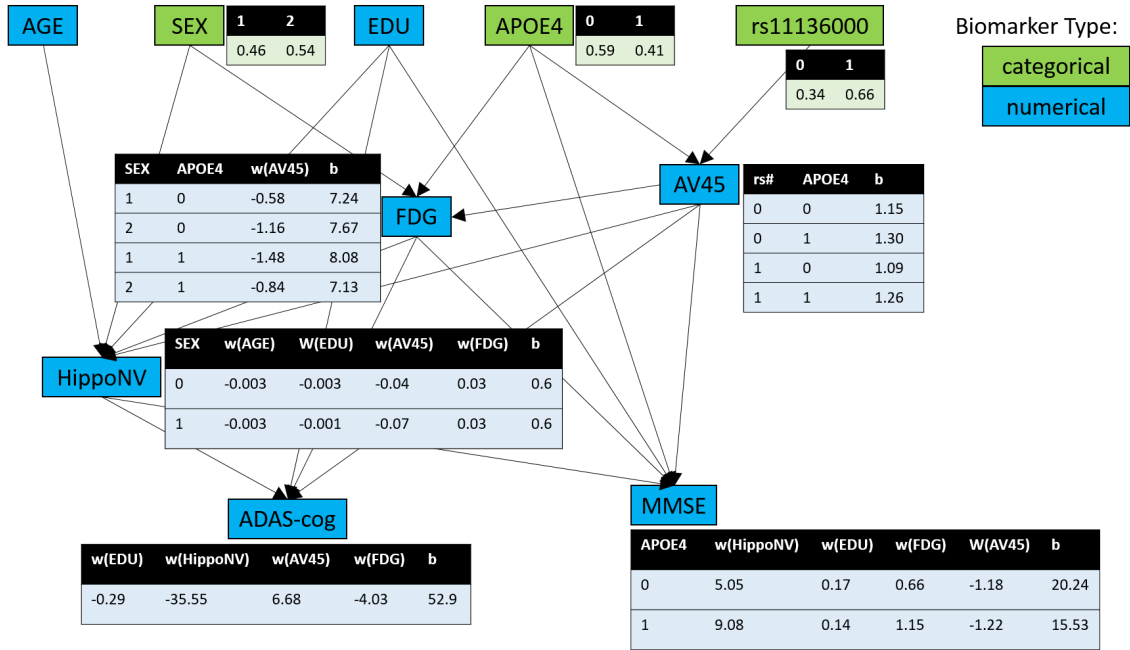 AGE
SEX
1 2
0.46 0.54
EDU
APOE4
0 1
0.59 0.41
rs11136000
0 1
0.34 0.66
Biomarker Type:
categorical
numerical
SEX APOE4 w(AV45) b
1 0 -0.58 7.24
2 0 -1.16 7.67
1 1 -1.48 8.08
2 1 -0.84 7.13
FDG
AV45
rs# APOE4 b
0 0 1.15
0 1 1.30
1 0 1.09
1 1 1.26
HippoNV
SEX w(AGE) W(EDU) w(AV45) w(FDG) b
0 -0.003 -0.003 -0.04 0.03 0.6
1 -0.003 -0.001 -0.07 0.03 0.6
ADAS-cog
w(EDU) w(HippoNV) w(AV45) w(FDG) b
-0.29 -35.55 6.68 -4.03 52.9
MMSE
APOE4 w(HippoNV) w(EDU) w(FDG) W(AV45) b
0 5.05 0.17 0.66 -1.18 20.24
1 9.08 0.14 1.15 -1.22 15.53